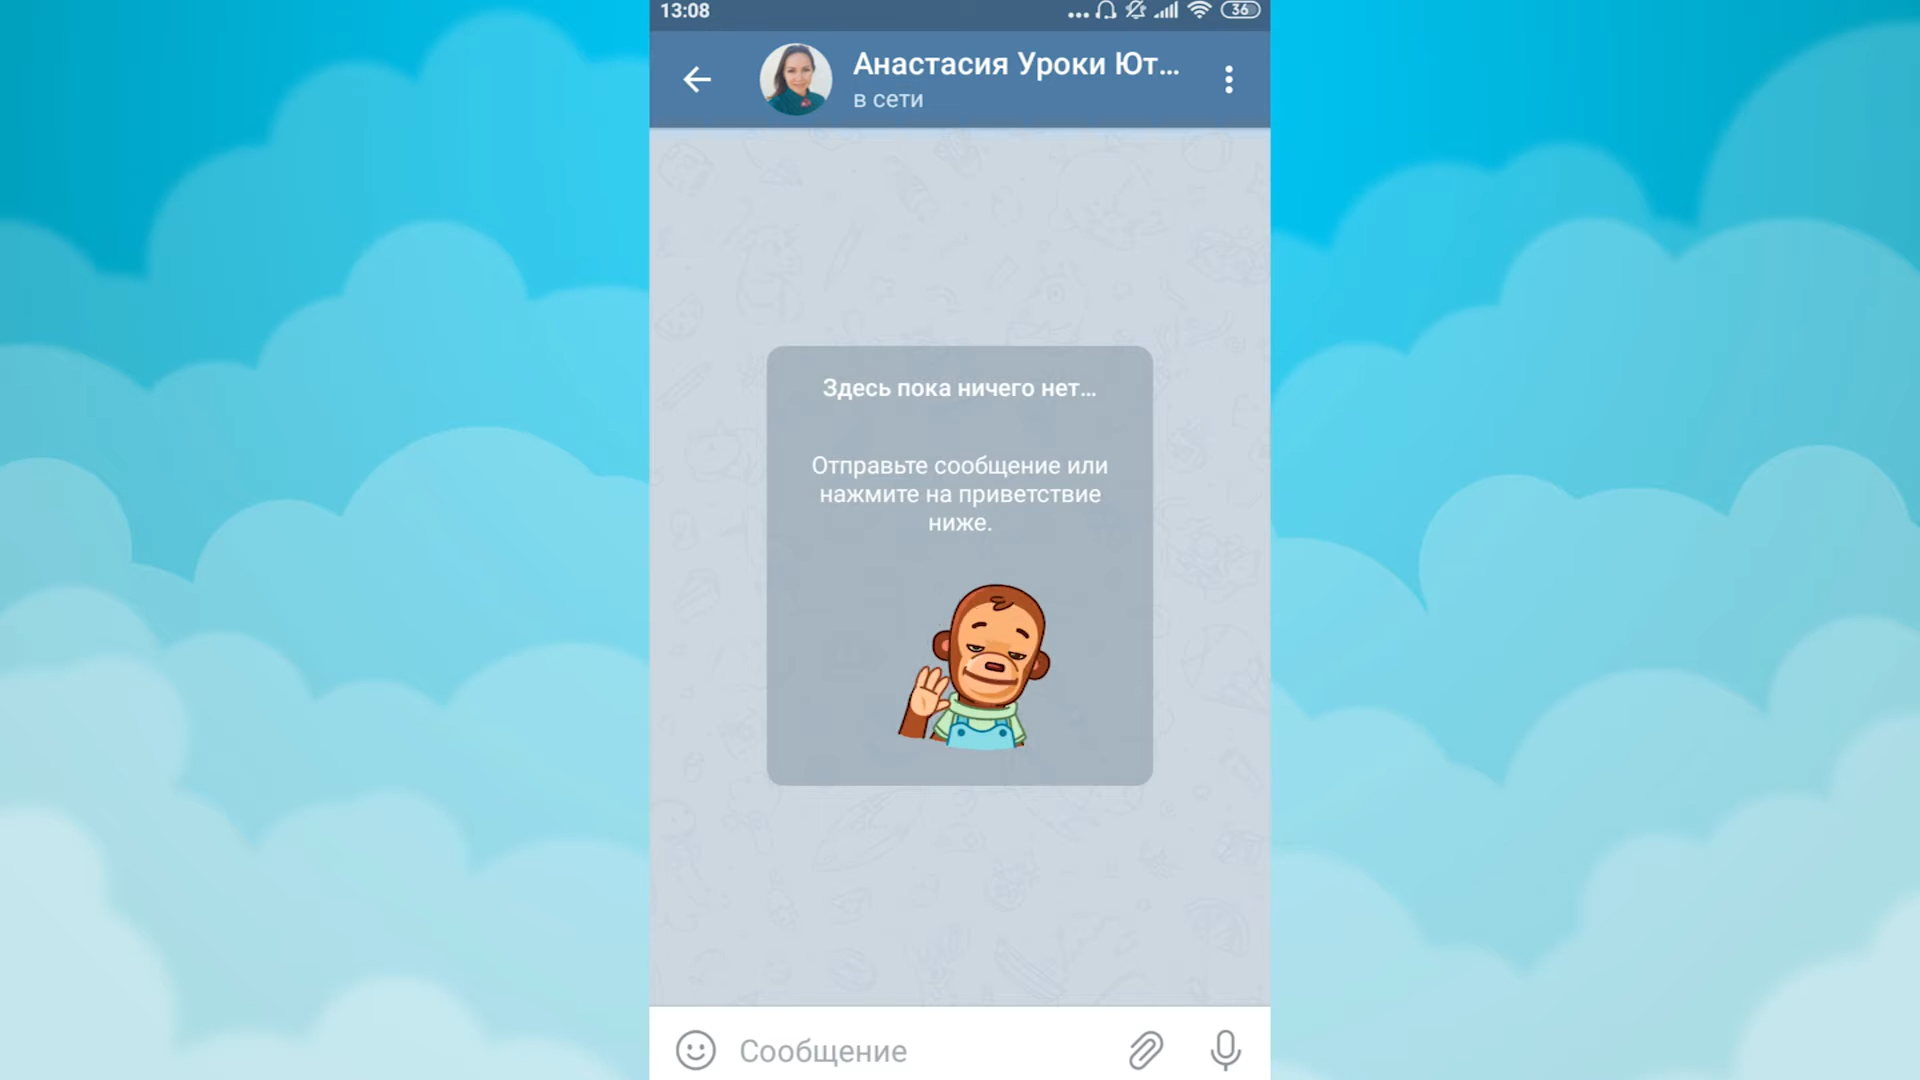 13:08
36
Анастасия Уроки Ют...
в сети
Здесь пока ничего нет...
Отправьте сообщение или
нажмите на приветствие
ниже.
Сообщение